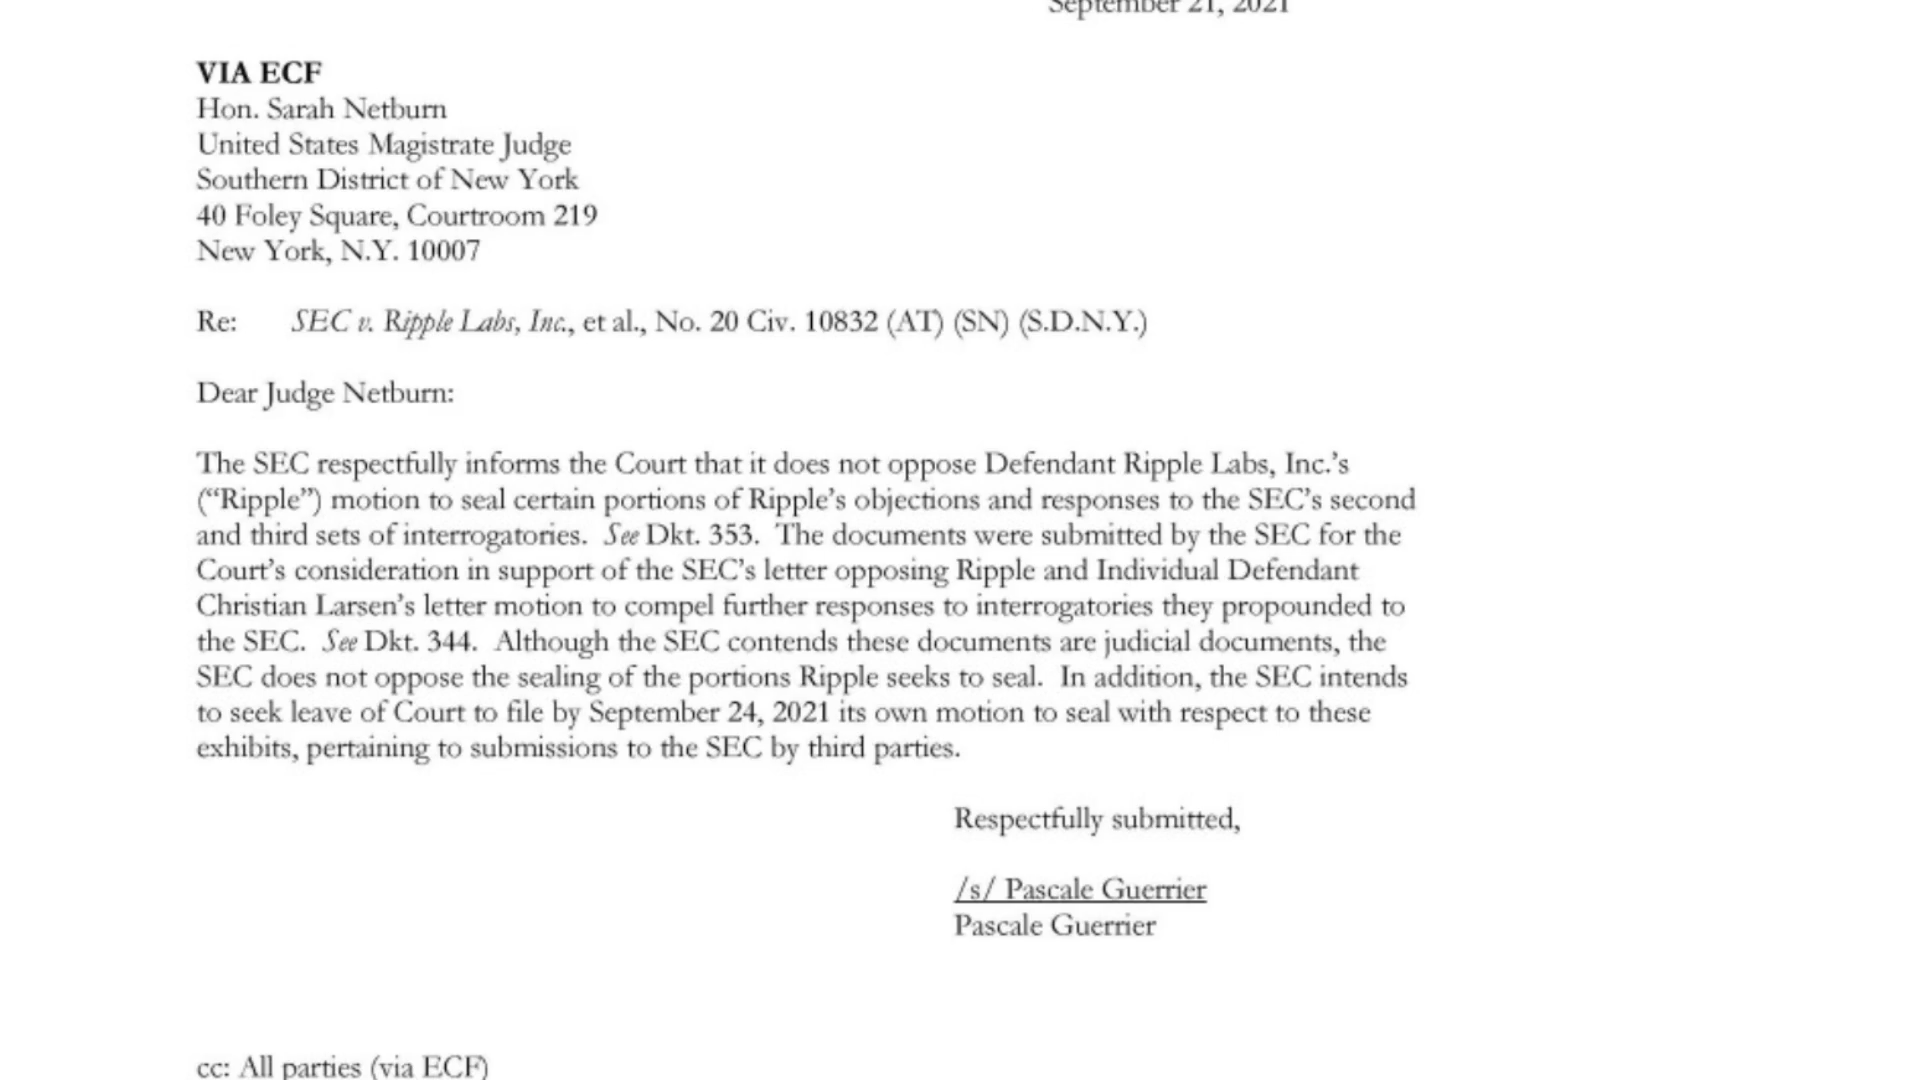 September 21, 2021
VIA ECF
Hon. Sarah Netburn
United States Magistrate Judge
Southern District of New York
40 Foley Square, Courtroom 219
New York, N.Y. 10007
Re: SEC v. Ripple Labs, Inc., et al., No. 20 Civ. 10832 (AT) (SN) (S.D.N.Y.)
Dear Judge Netburn:
The SEC respectfully informs the Court that it does not oppose Defendant Ripple Labs, Inc.’s
(“Ripple”) motion to seal certain portions of Ripple’s objections and responses to the SEC’s second
and third sets of interrogatories. See Dkt. 353. The documents were submitted by the SEC for the
Court’s consideration in support of the SEC’s letter opposing Ripple and Individual Defendant
Christian Larsen’s letter motion to compel further responses to interrogatories they propounded to
the SEC. See Dkt. 344. Although the SEC contends these documents are judicial documents, the
SEC does not oppose the sealing of the portions Ripple seeks to seal. In addition, the SEC intends
to seek leave of Court to file by September 24, 2021 its own motion to seal with respect to these
exhibits, pertaining to submissions to the SEC by third parties.
Respectfully submitted,
/s/ Pascale Guerrier
Pascale Guerrier
cc: All parties (via ECF)